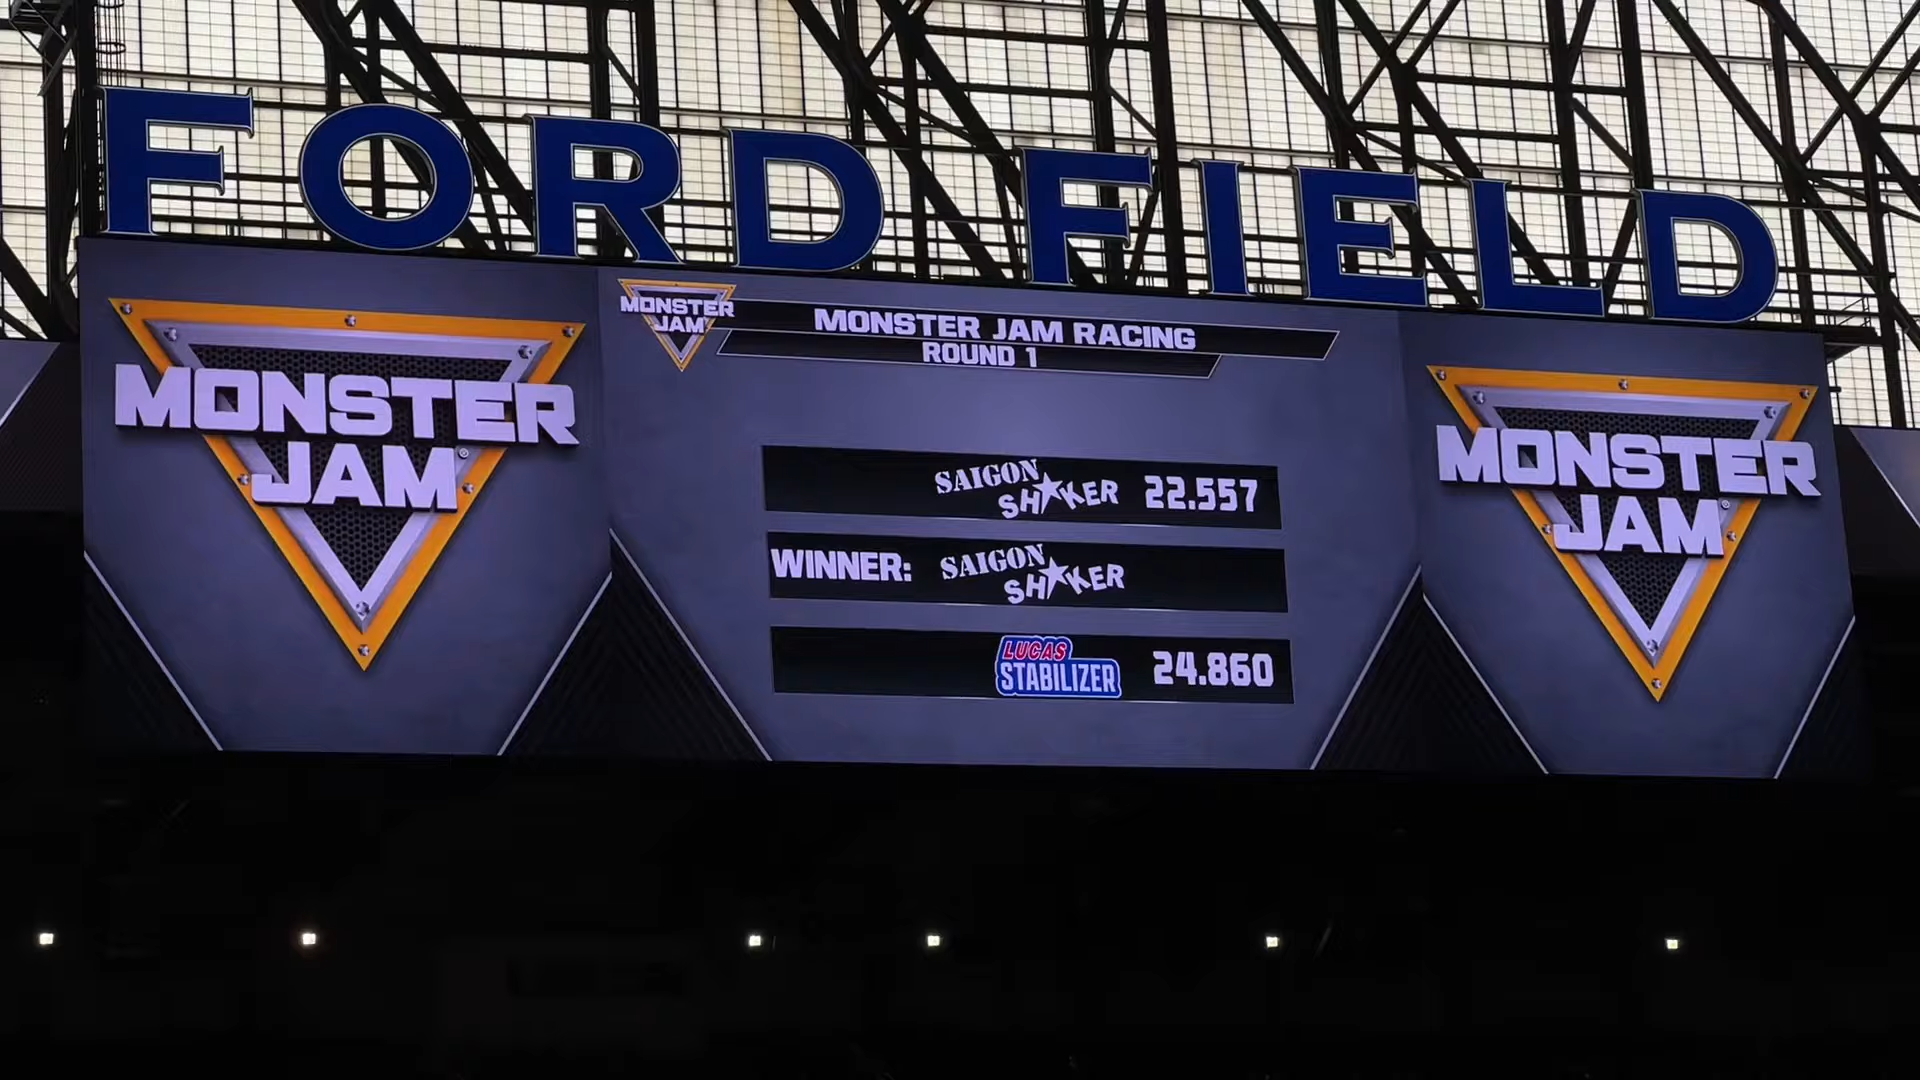 FORD FIELD
MONSTER
JAM
MONSTER
JAM
MONSTER JAM RACING
ROUND 1
SAIGON
SHAKER 22.557
WINNER: SAIGON
SHAKER
LUCAS
STABILIZER 24.860
MONSTER
JAM